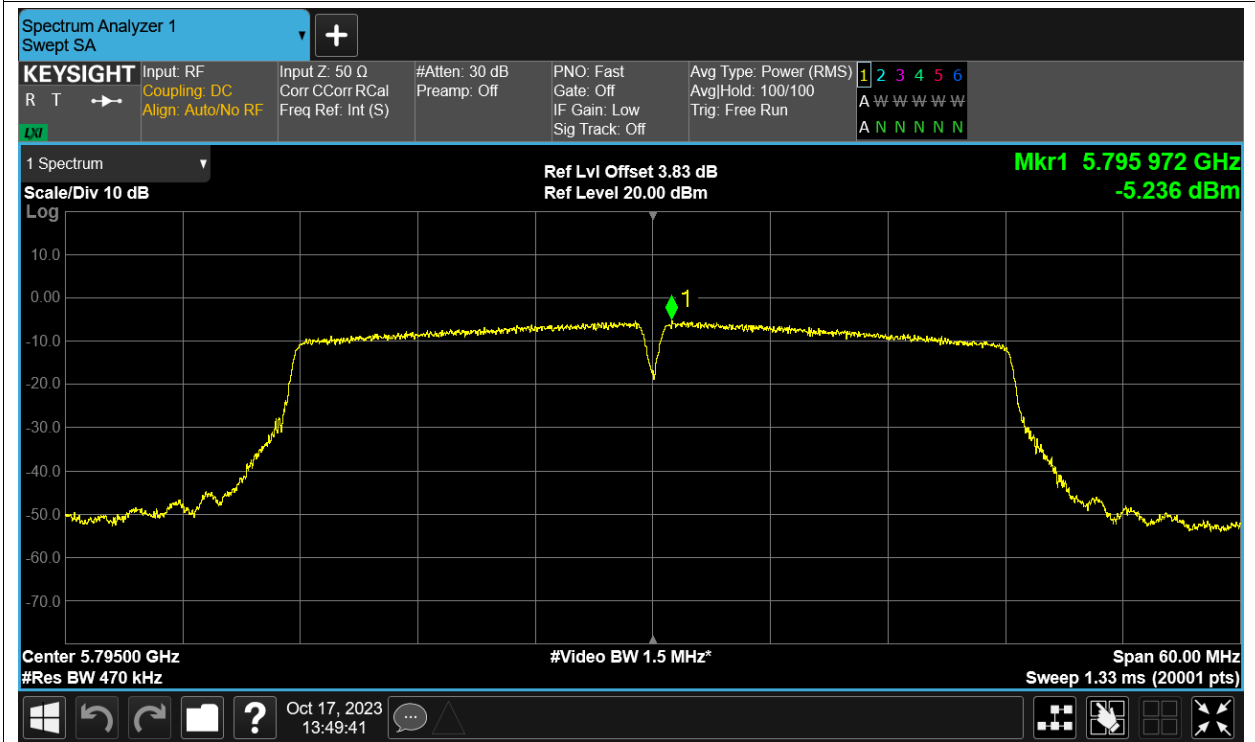 Spectrum Analyzer 1
Swept SA
+
KEYSIGHT
R T
LXI
Input: RF
Coupling: DC
Align: Auto/No RF
Input Z: 50 Ω
Corr CCorr RCal
Freq Ref: Int (S)
#Atten: 30 dB
Preamp: Off
PNO: Fast
Gate: Off
IF Gain: Low
Sig Track: Off
Avg Type: Power (RMS)
Avg|Hold: 100/100
Trig: Free Run
1 2 3 4 5 6
A W W W W W
A N N N N N
1 Spectrum
Scale/Div 10 dB
Log
Ref Lvl Offset 3.83 dB
Ref Level 20.00 dBm
Mkr1 5.795 972 GHz
-5.236 dBm
10.0
0.00
1
-10.0
-20.0
-30.0
-40.0
-50.0
-60.0
-70.0
Center 5.79500 GHz
#Res BW 470 kHz
#Video BW 1.5 MHz*
Span 60.00 MHz
Sweep 1.33 ms (20001 pts)
?
Oct 17, 2023
13:49:41